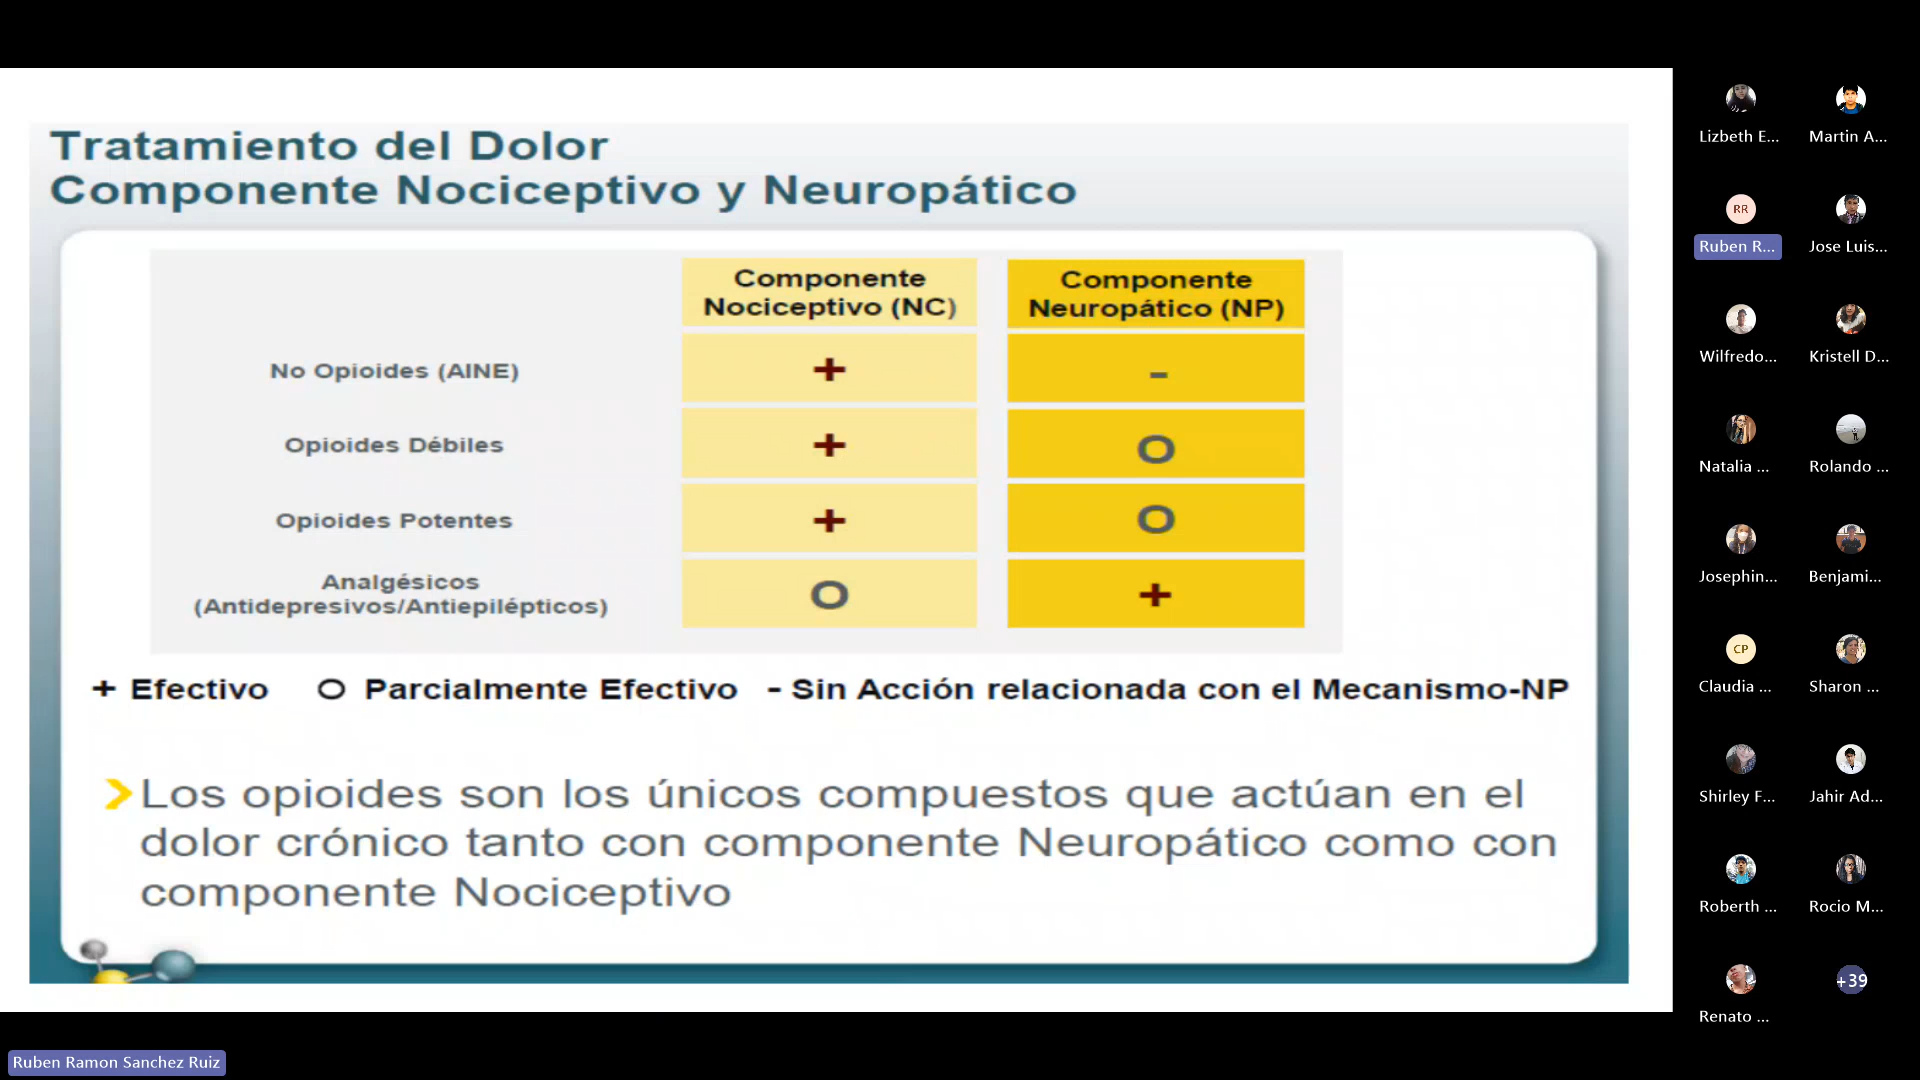 Tratamiento del Dolor
Componente Nociceptivo y Neuropático
Componente
Nociceptivo (NC)
Componente
Neuropático (NP)
No Opioides (AINE)
+
-
Opioides Débiles
+
O
Opioides Potentes
+
O
Analgésicos
(Antidepresivos/Antiepilépticos)
O
+
+ Efectivo O Parcialmente Efectivo - Sin Acción relacionada con el Mecanismo-NP
Los opioides son los únicos compuestos que actúan en el
dolor crónico tanto con componente Neuropático como con
componente Nociceptivo
Lizbeth E...
Martin A...
RR
Ruben R...
Jose Luis...
Wilfredo...
Kristell D...
Natalia ...
Rolando ...
Josephin...
Benjami...
CP
Claudia ...
Sharon ...
Shirley F...
Jahir Ad...
Roberth ...
Rocio M...
Renato ...
+39
Ruben Ramon Sanchez Ruiz